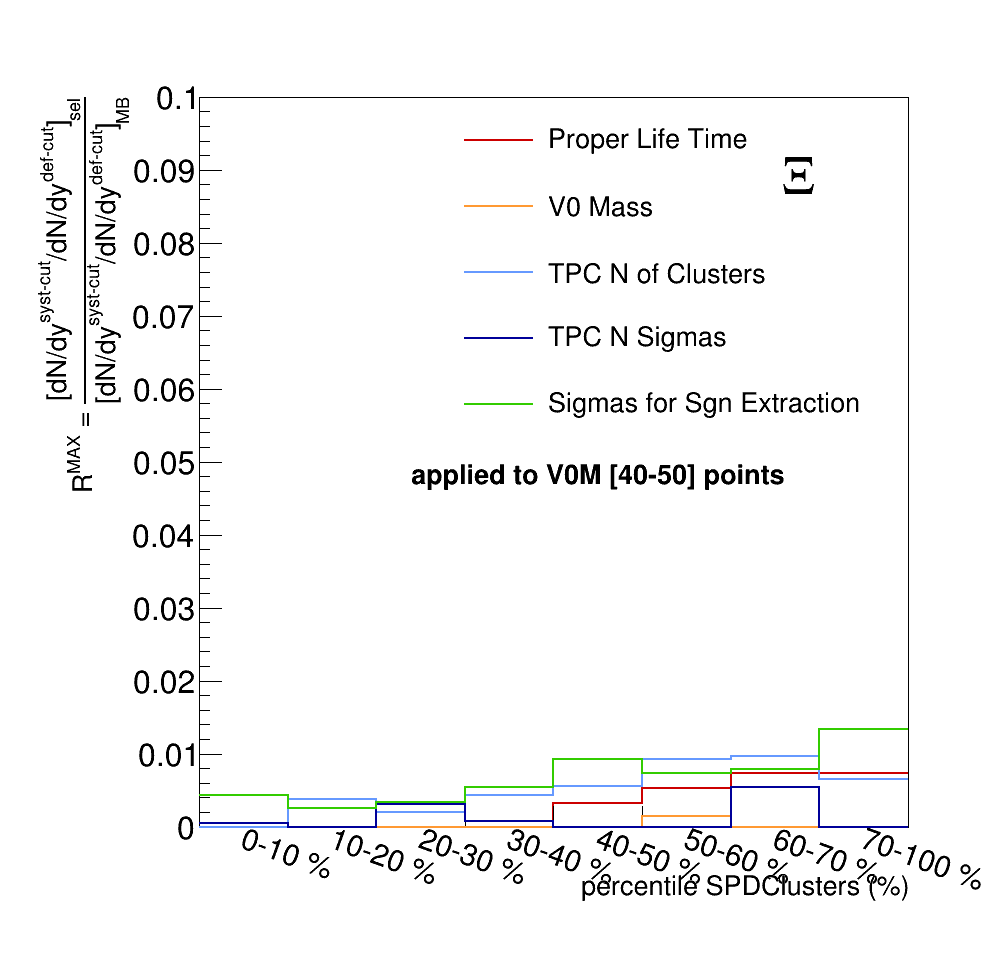 R^MAX = [dN/dy^syst-cut/dN/dy^def-cut]_sel
[dN/dy^syst-cut/dN/dy^def-cut]_MB
0.1
0.09
0.08
0.07
0.06
0.05
0.04
0.03
0.02
0.01
0
Proper Life Time
Ξ
V0 Mass
TPC N of Clusters
TPC N Sigmas
Sigmas for Sgn Extraction
applied to V0M [40-50] points
0-10 %
10-20 %
20-30 %
30-40 %
40-50 %
50-60 %
60-70 %
70-100 %
percentile SPDClusters (%)